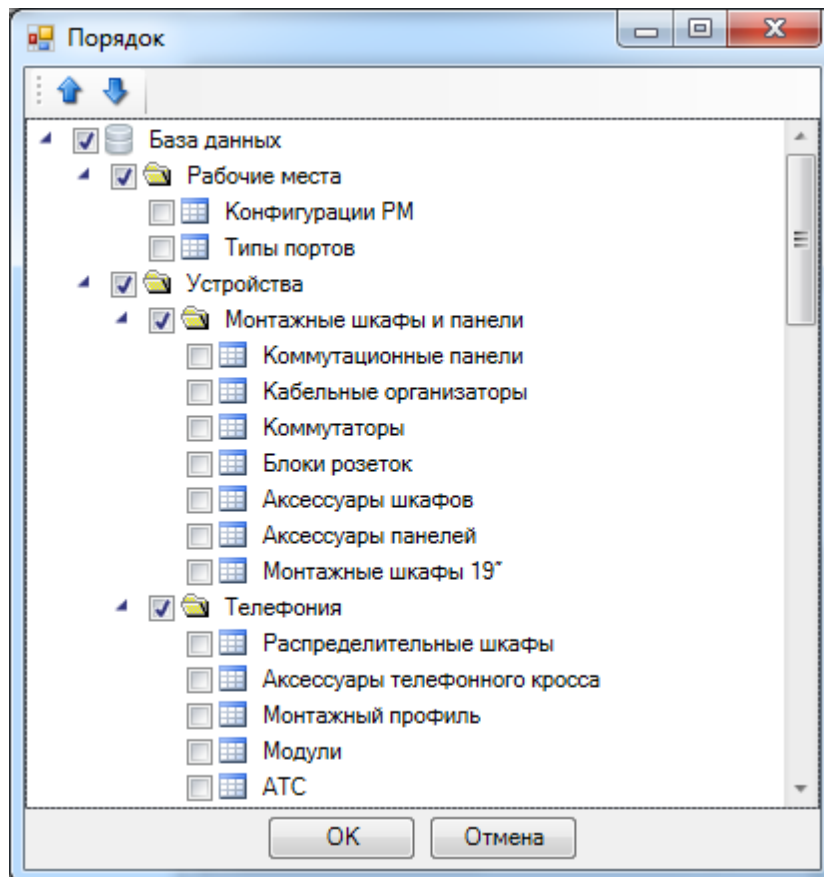 Порядок
База данных
Рабочие места
Конфигурации РМ
Типы портов
Устройства
Монтажные шкафы и панели
Коммутационные панели
Кабельные организаторы
Коммутаторы
Блоки розеток
Аксессуары шкафов
Аксессуары панелей
Монтажные шкафы 19″
Телефония
Распределительные шкафы
Аксессуары телефонного кросса
Монтажный профиль
Модули
АТС
OK Отмена